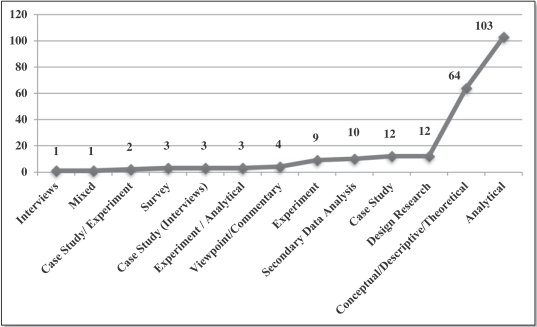 120
100
80
60
40
20
0
1
1
2
3
3
3
4
9
10
12
12
64
103
Interviews
Mixed
Case Study/ Experiment
Survey
Case Study (Interviews)
Experiment / Analytical
Viewpoint/Commentary
Experiment
Secondary Data Analysis
Case Study
Design Research
Conceptual/Descriptive/Theoretical
Analytical